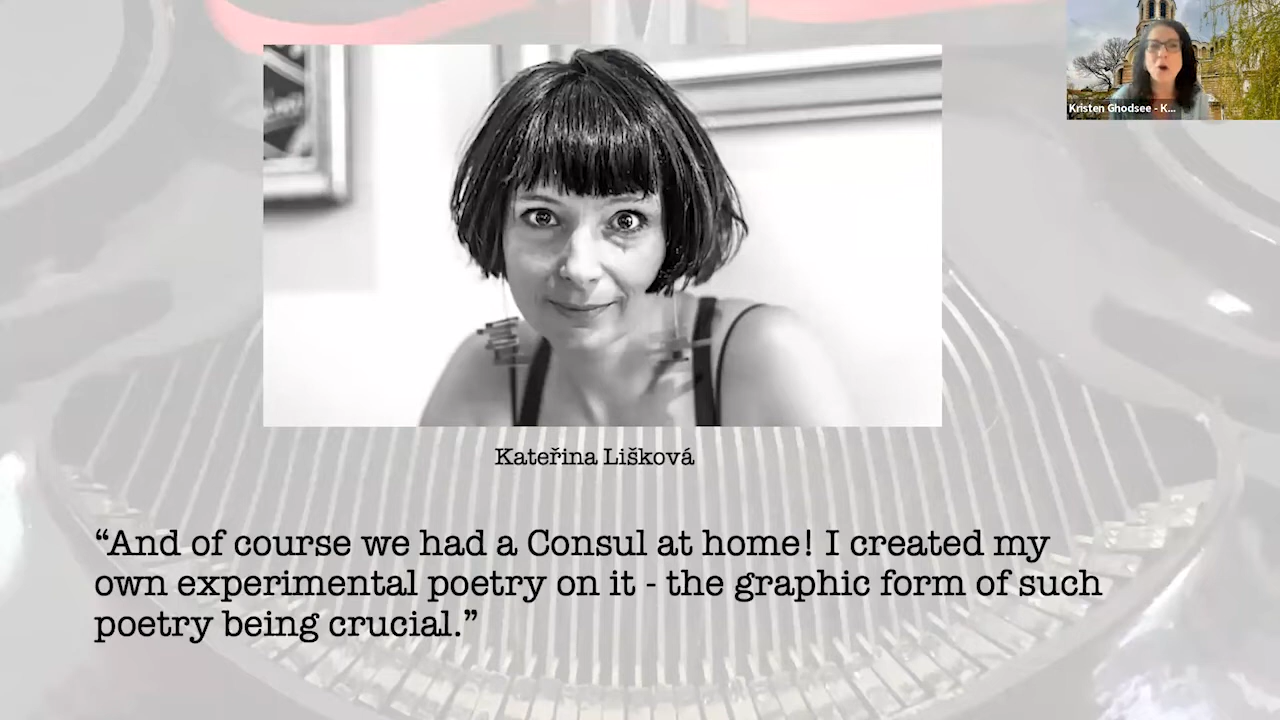 Kristen Ghodsee - K...
Kateřina Lišková
“And of course we had a Consul at home! I created my
own experimental poetry on it - the graphic form of such
poetry being crucial.”